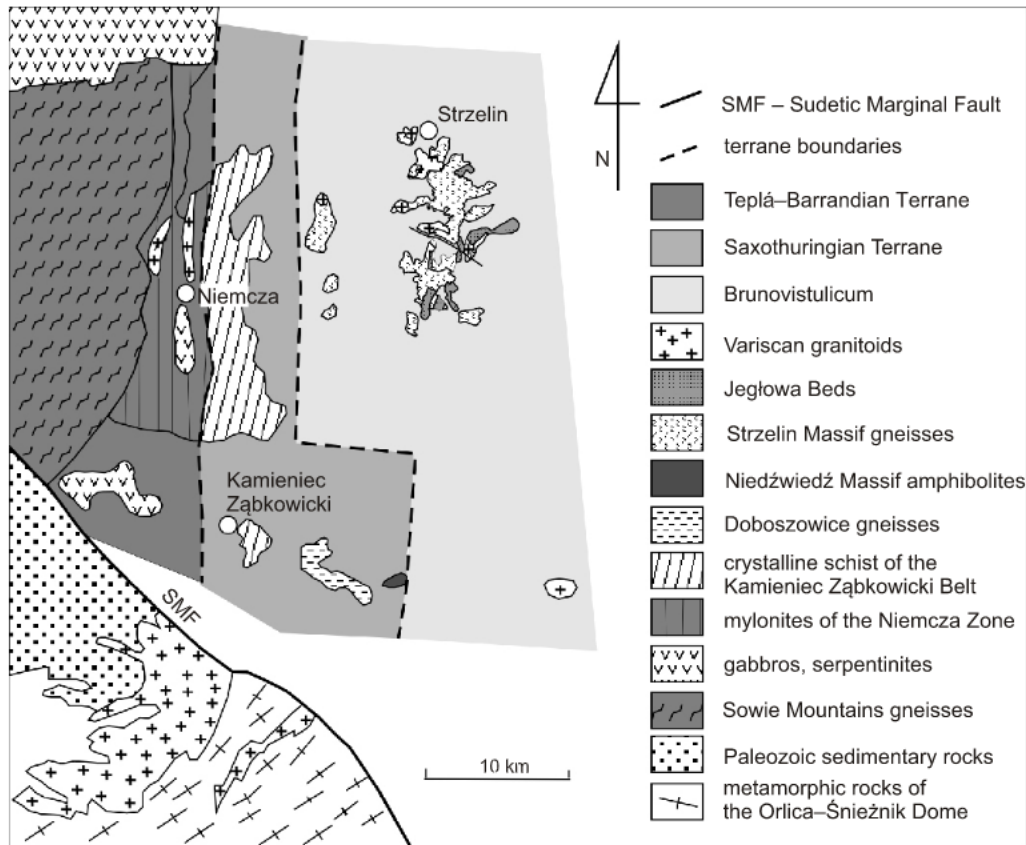 Strzelin
Niemcza
Kamieniec
Ząbkowicki
SMF
10 km
N
SMF – Sudetic Marginal Fault
terrane boundaries
Teplá–Barrandian Terrane
Saxothuringian Terrane
Brunovistulicum
Variscan granitoids
Jegłowa Beds
Strzelin Massif gneisses
Niedźwiedź Massif amphibolites
Doboszowice gneisses
crystalline schist of the
Kamieniec Ząbkowicki Belt
mylonites of the Niemcza Zone
gabbros, serpentinites
Sowie Mountains gneisses
Paleozoic sedimentary rocks
metamorphic rocks of
the Orlica–Śnieżnik Dome